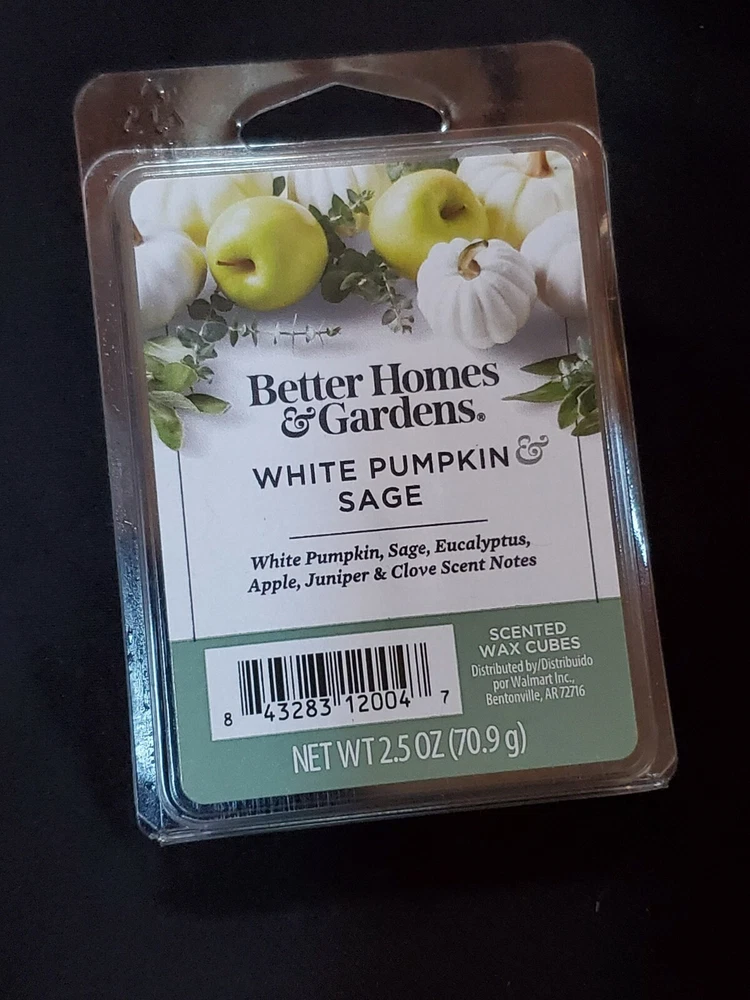 Better Homes
& Gardens®
WHITE PUMPKIN &
SAGE
White Pumpkin, Sage, Eucalyptus,
Apple, Juniper & Clove Scent Notes
SCENTED
WAX CUBES
Distributed by/Distribuido
por Walmart Inc.,
Bentonville, AR 72716
8 43283 12004 7
NET WT 2.5 OZ (70.9 g)